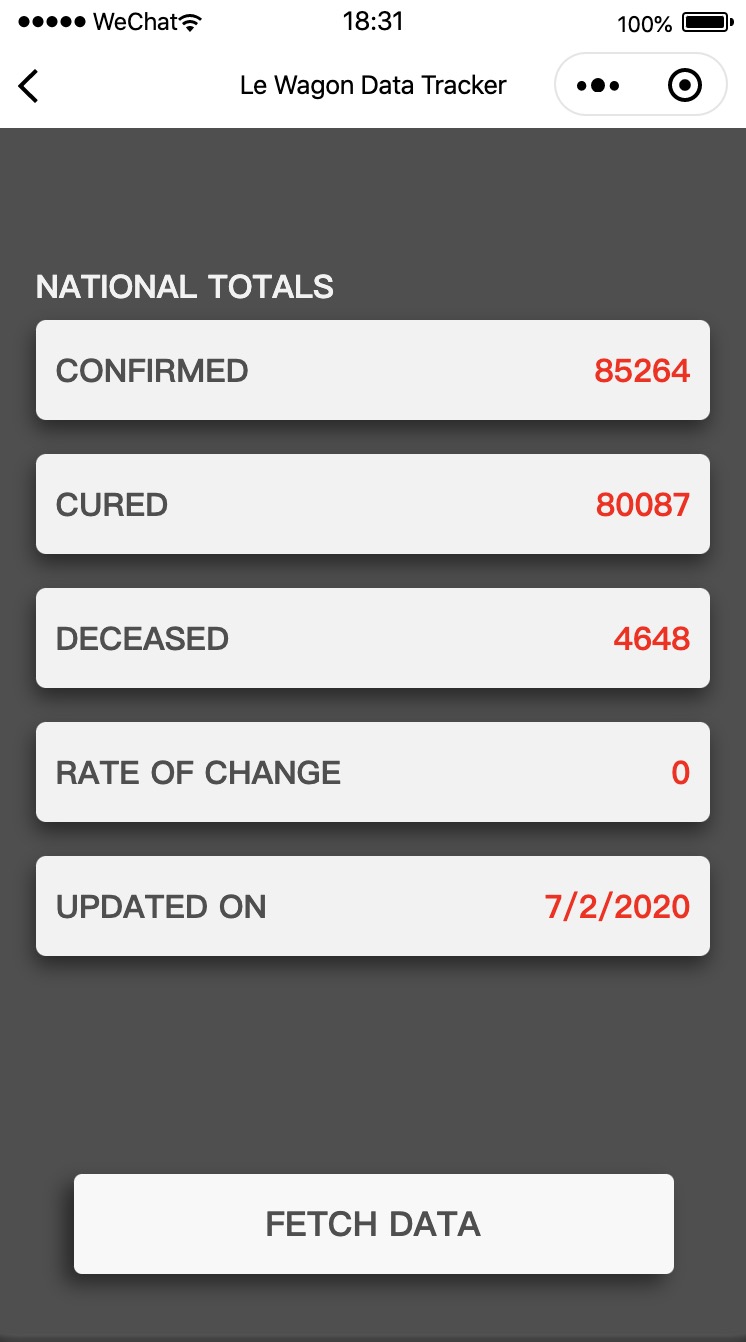 WeChat 18:31 100%
Le Wagon Data Tracker
NATIONAL TOTALS
CONFIRMED 85264
CURED 80087
DECEASED 4648
RATE OF CHANGE 0
UPDATED ON 7/2/2020
FETCH DATA